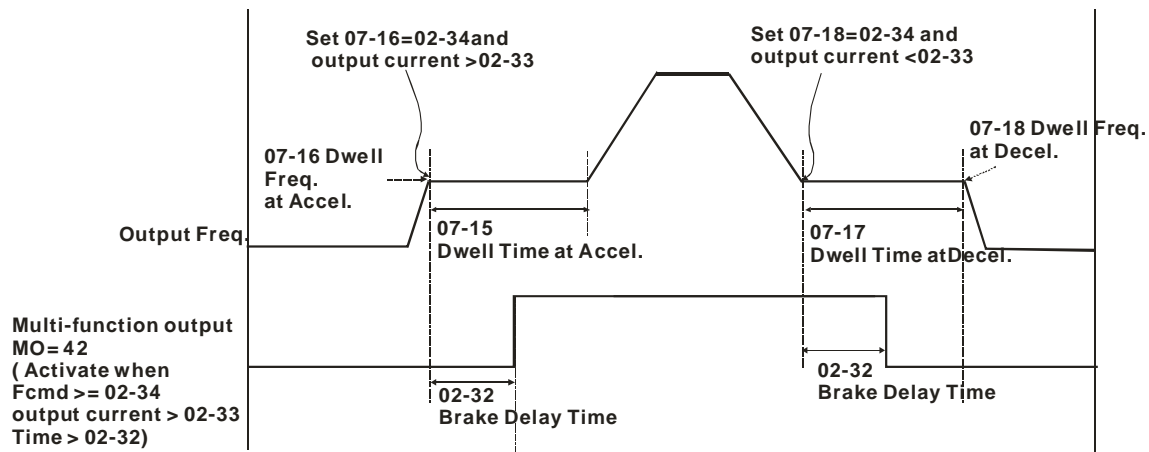 Set 07-16=02-34and
output current >02-33
Set 07-18=02-34 and
output current <02-33
07-16 Dwell
Freq.
at Accel.
07-18 Dwell Freq.
at Decel.
Output Freq.
07-15
Dwell Time at Accel.
07-17
Dwell Time atDecel.
Multi-function output
MO=42
( Activate when
Fcmd >= 02-34
output current > 02-33
Time > 02-32)
02-32
Brake Delay Time
02-32
Brake Delay Time